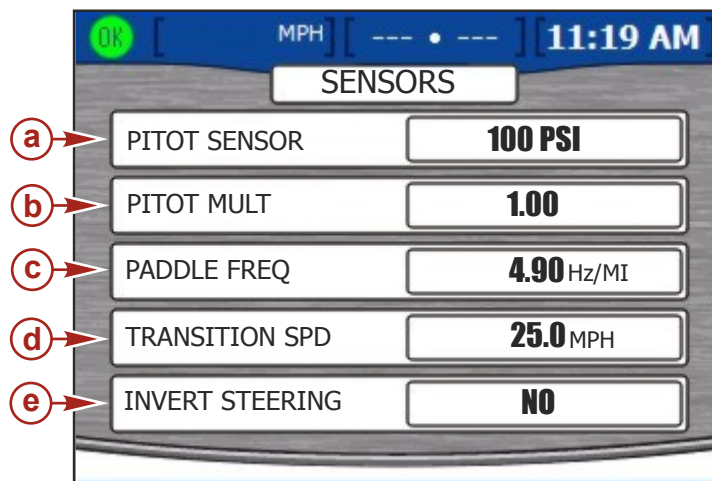 OK [ MPH ] [ --- • --- ] [ 11:19 AM
SENSORS
a PITOT SENSOR 100 PSI
b PITOT MULT 1.00
c PADDLE FREQ 4.90 Hz/MI
d TRANSITION SPD 25.0 MPH
e INVERT STEERING NO